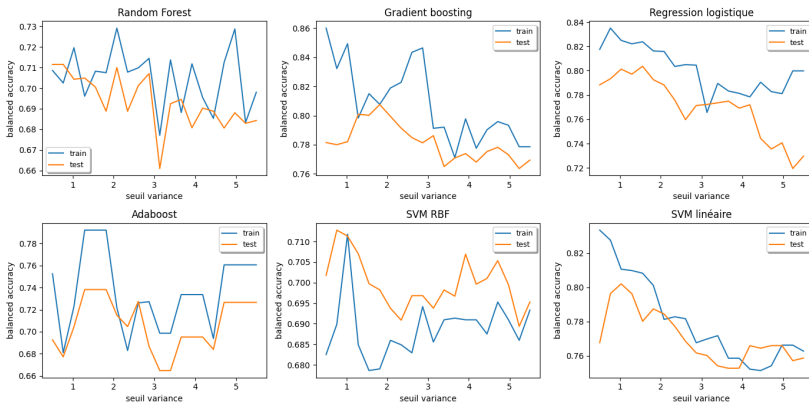 Random Forest
balanced accuracy
0.73
0.72
0.71
0.70
0.69
0.68
0.67
0.66
train
test
1 2 3 4 5
seuil variance
Gradient boosting
balanced accuracy
0.86
0.84
0.82
0.80
0.78
0.76
train
test
1 2 3 4 5
seuil variance
Regression logistique
balanced accuracy
0.84
0.82
0.80
0.78
0.76
0.74
0.72
train
test
1 2 3 4 5
seuil variance
Adaboost
balanced accuracy
0.78
0.76
0.74
0.72
0.70
0.68
0.66
train
test
1 2 3 4 5
seuil variance
SVM RBF
balanced accuracy
0.710
0.705
0.700
0.695
0.690
0.685
0.680
train
test
1 2 3 4 5
seuil variance
SVM linéaire
balanced accuracy
0.82
0.80
0.78
0.76
train
test
1 2 3 4 5
seuil variance